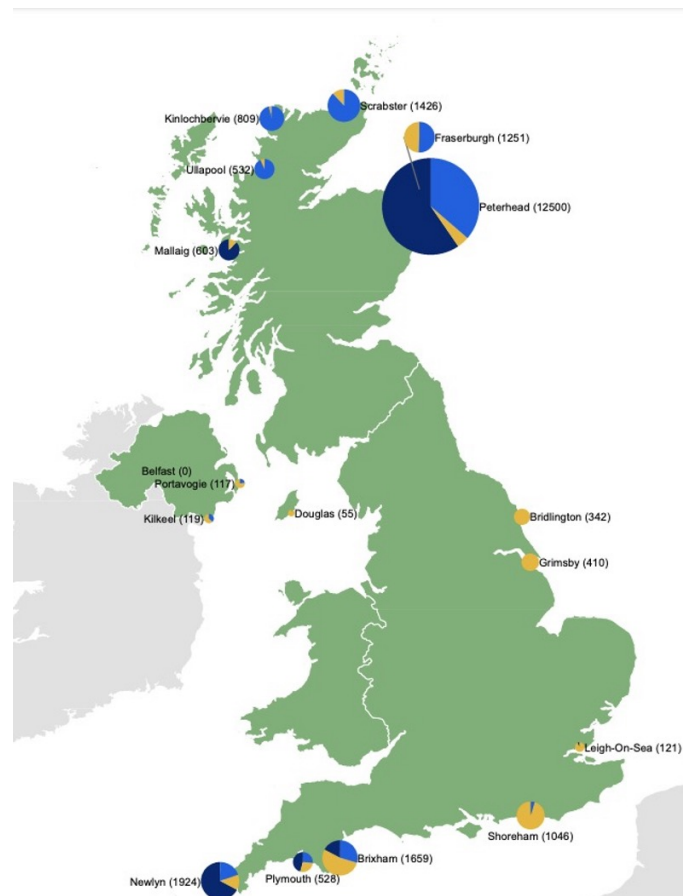 Scrabster (1426)
Kinlochbervie (809)
Fraserburgh (1251)
Ullapool (532)
Peterhead (12500)
Mallaig (603)
Belfast (0)
Portavogie (117)
Kilkeel (119)
Douglas (55)
Bridlington (342)
Grimsby (410)
Leigh-On-Sea (121)
Shoreham (1046)
Brixham (1659)
Plymouth (528)
Newlyn (1924)